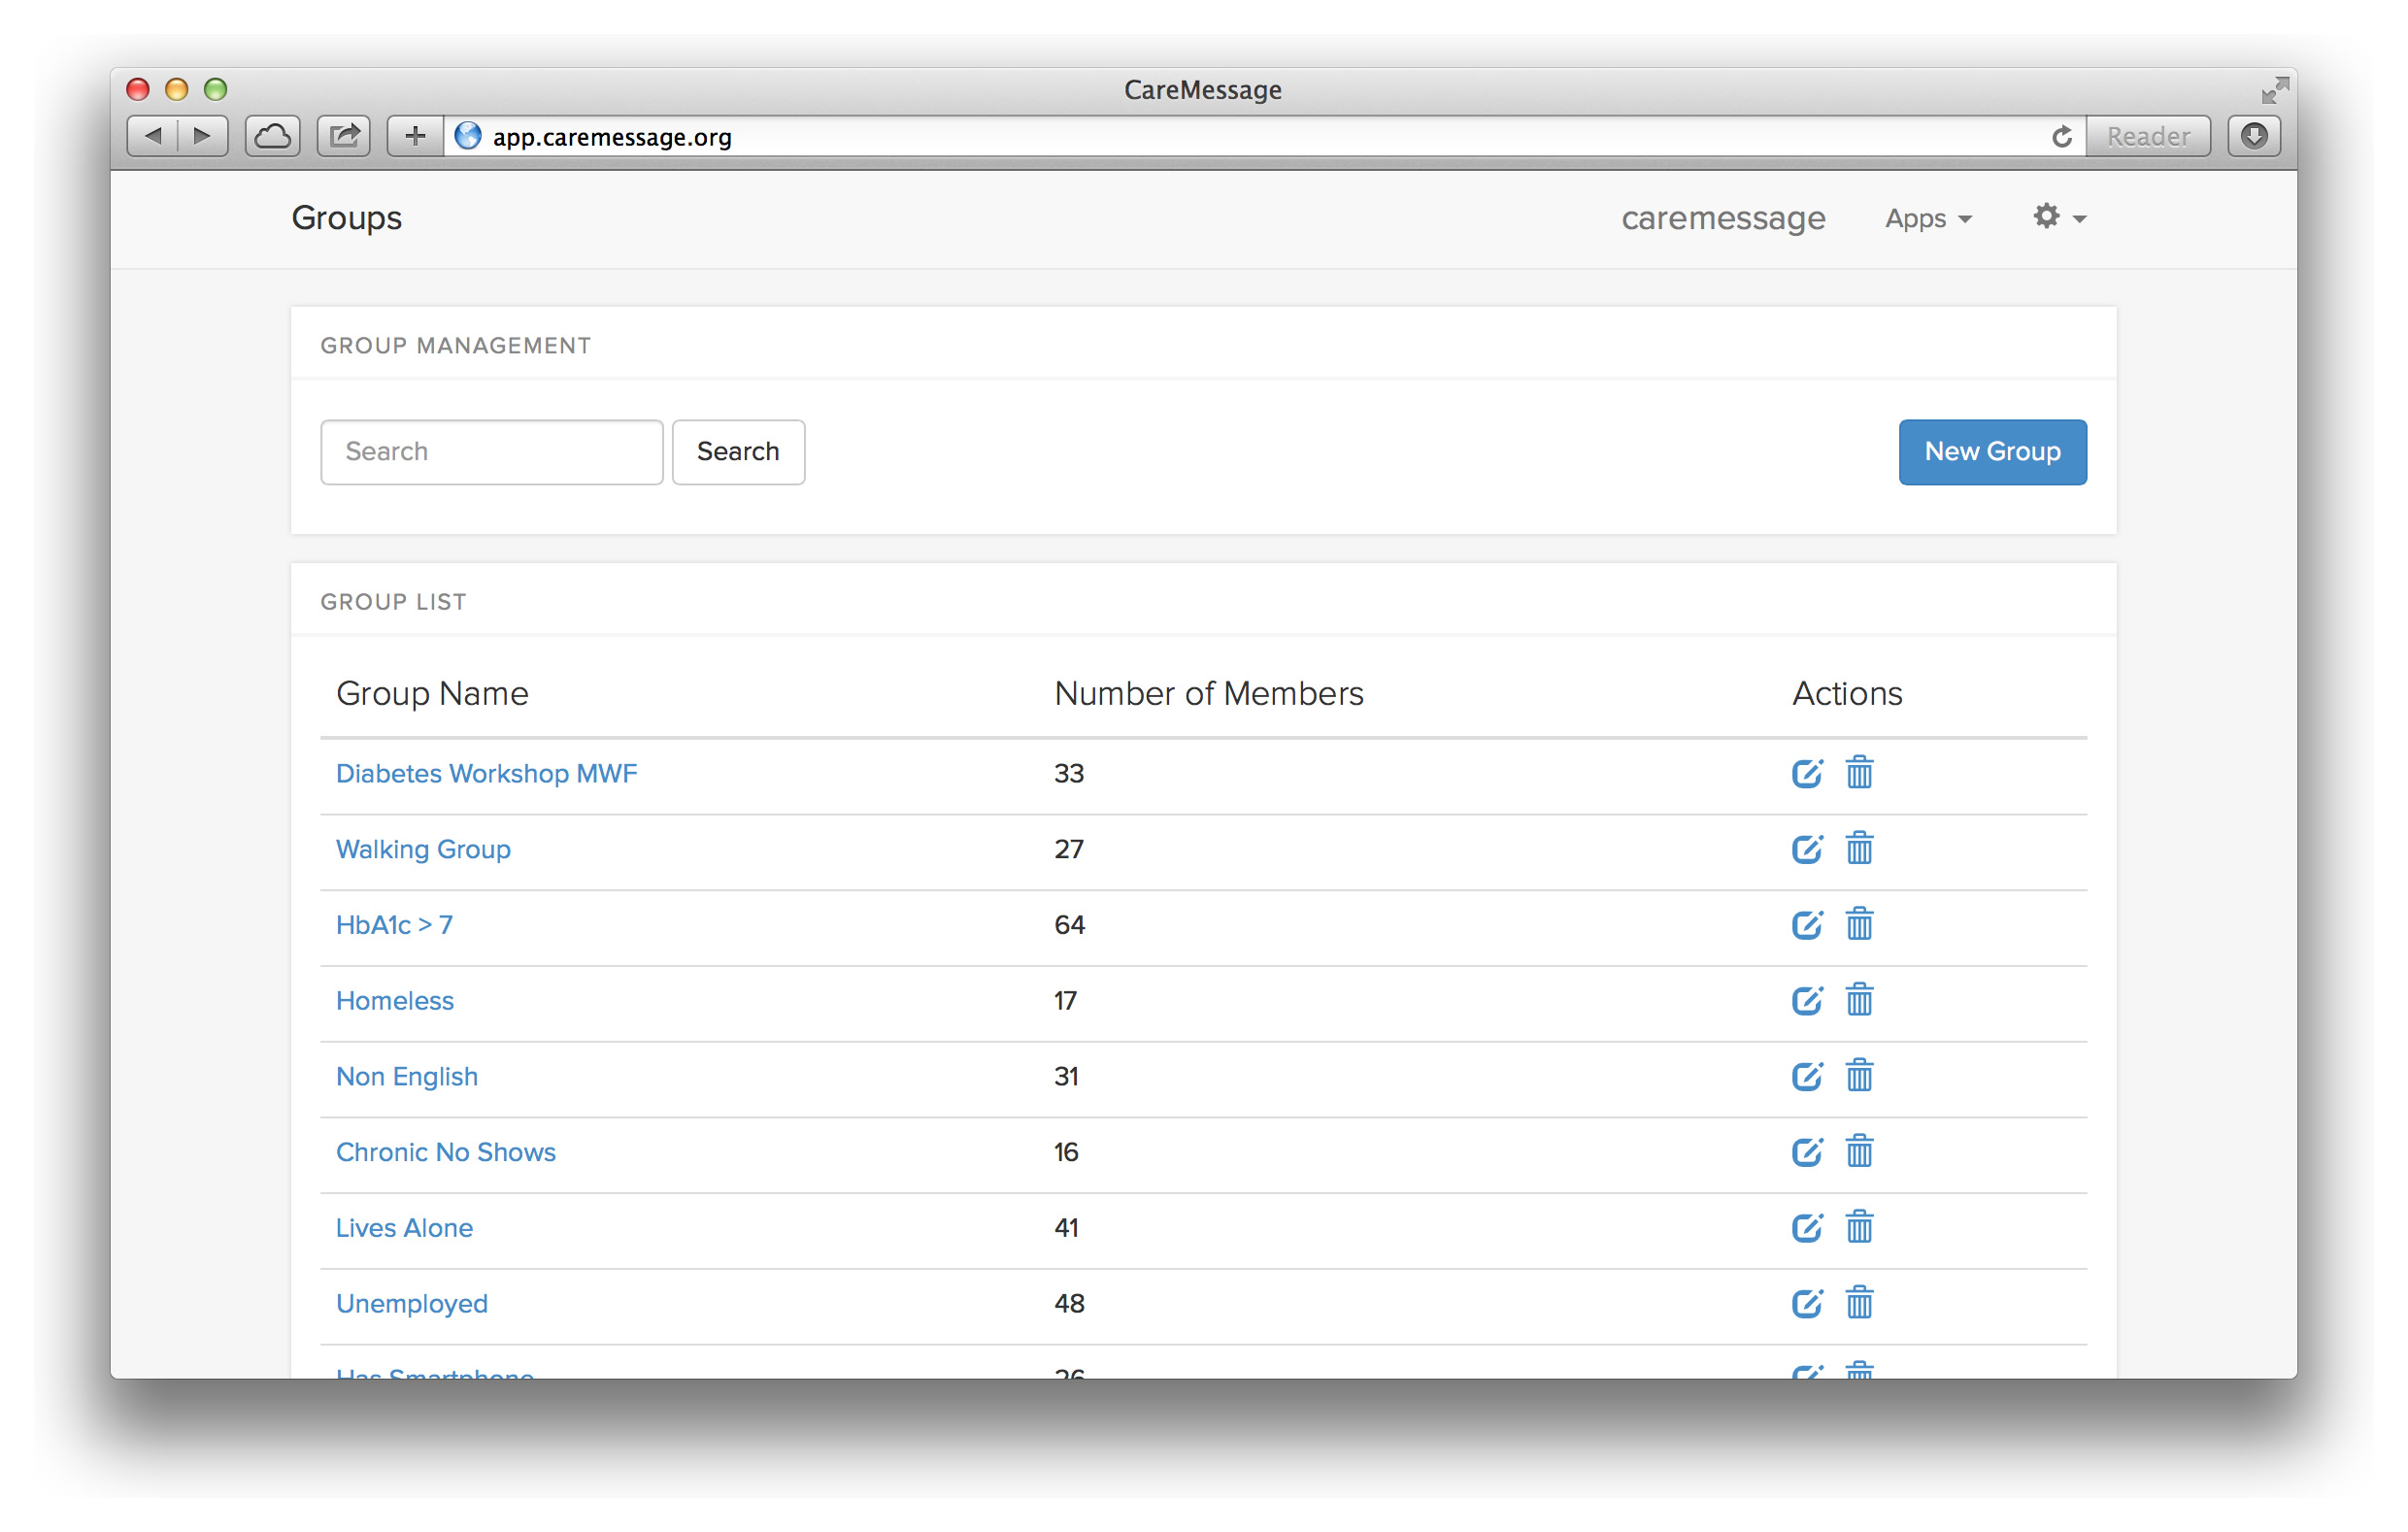 CareMessage
app.caremessage.org
Reader
Groups
caremessage
Apps
GROUP MANAGEMENT
Search
Search
New Group
GROUP LIST
Group Name
Number of Members
Actions
Diabetes Workshop MWF
33
Walking Group
27
HbA1c > 7
64
Homeless
17
Non English
31
Chronic No Shows
16
Lives Alone
41
Unemployed
48
Has Smartphone